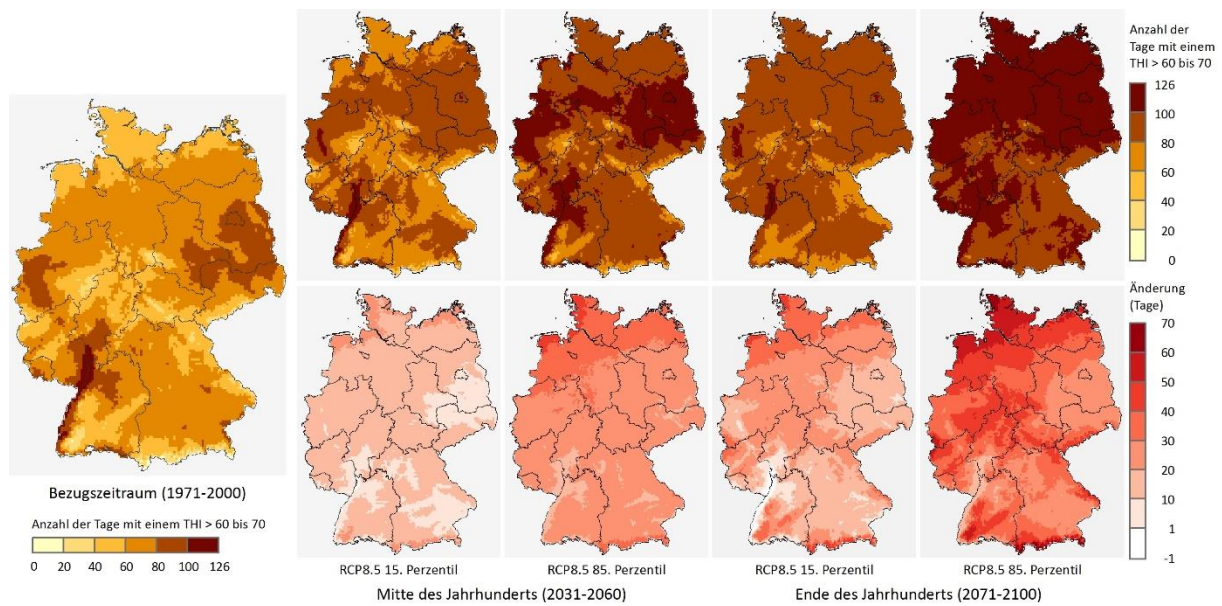 Anzahl der
Tage mit einem
THI > 60 bis 70
126
100
80
60
40
20
0
Änderung
(Tage)
70
60
50
40
30
20
10
1
-1
Bezugszeitraum (1971-2000)
Anzahl der Tage mit einem THI > 60 bis 70
0 20 40 60 80 100 126
RCP8.5 15. Perzentil
RCP8.5 85. Perzentil
RCP8.5 15. Perzentil
RCP8.5 85. Perzentil
Mitte des Jahrhunderts (2031-2060)
Ende des Jahrhunderts (2071-2100)